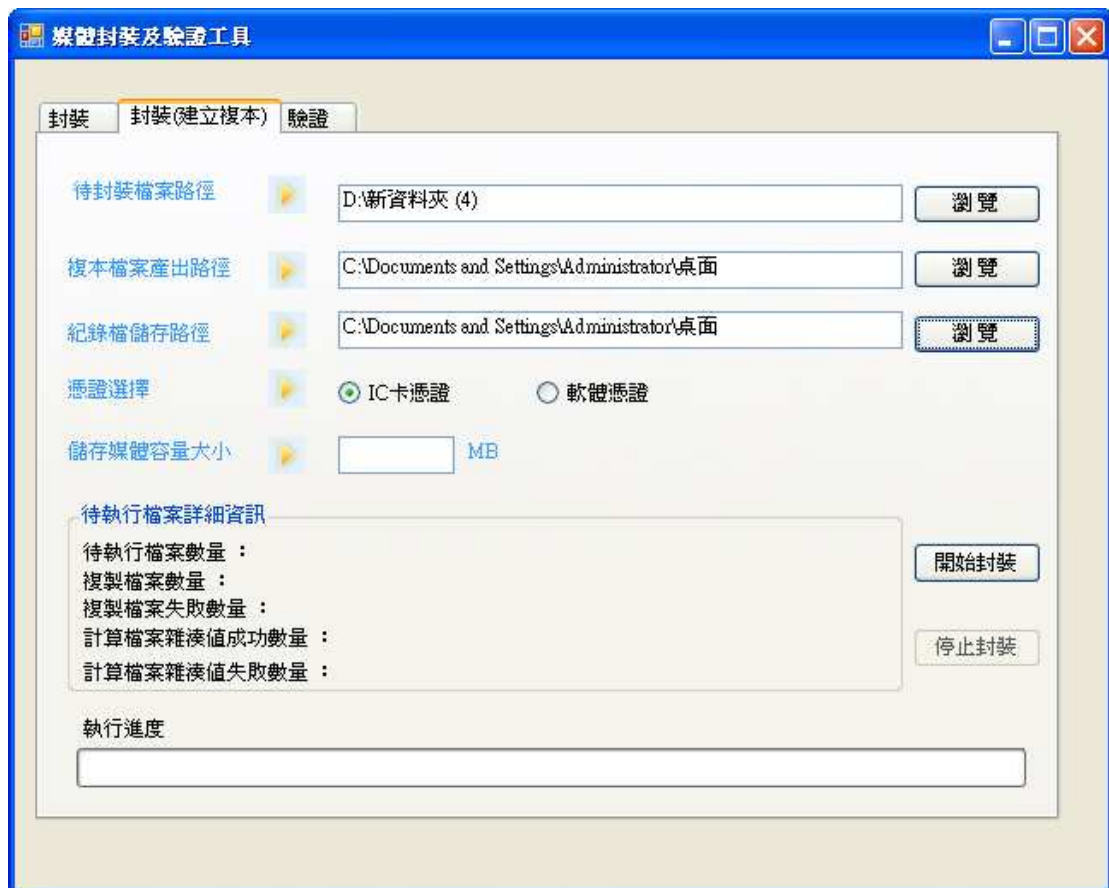 媒體封裝及驗證工具
封裝 封裝(建立複本) 驗證
待封裝檔案路徑 D:\新資料夾 (4) 瀏覽
複本檔案產出路徑 C:\Documents and Settings\Administrator\桌面 瀏覽
紀錄檔儲存路徑 C:\Documents and Settings\Administrator\桌面 瀏覽
憑證選擇 IC卡憑證 軟體憑證
儲存媒體容量大小 MB
待執行檔案詳細資訊
待執行檔案數量：
開始封裝
複製檔案數量：
複製檔案失敗數量：
計算檔案雜湊值成功數量：
停止封裝
計算檔案雜湊值失敗數量：
執行進度